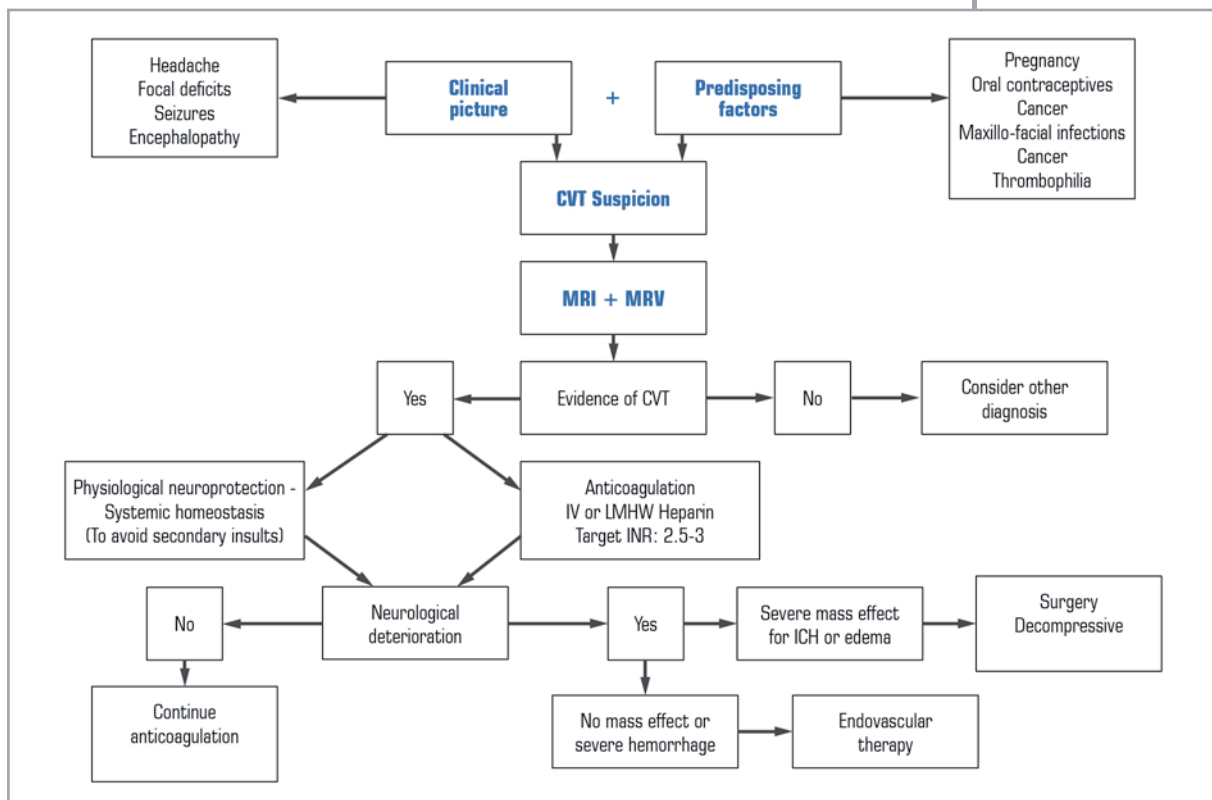 Headache
Focal deficits
Seizures
Encephalopathy
Clinical
picture
+
Predisposing
factors
Pregnancy
Oral contraceptives
Cancer
Maxillo-facial infections
Cancer
Thrombophilia
CVT Suspicion
MRI + MRV
Yes
Evidence of CVT
No
Consider other
diagnosis
Physiological neuroprotection -
Systemic homeostasis
(To avoid secondary insults)
Anticoagulation
IV or LMHW Heparin
Target INR: 2.5-3
No
Neurological
deterioration
Yes
Severe mass effect
for ICH or edema
Surgery
Decompressive
Continue
anticoagulation
No mass effect or
severe hemorrhage
Endovascular
therapy